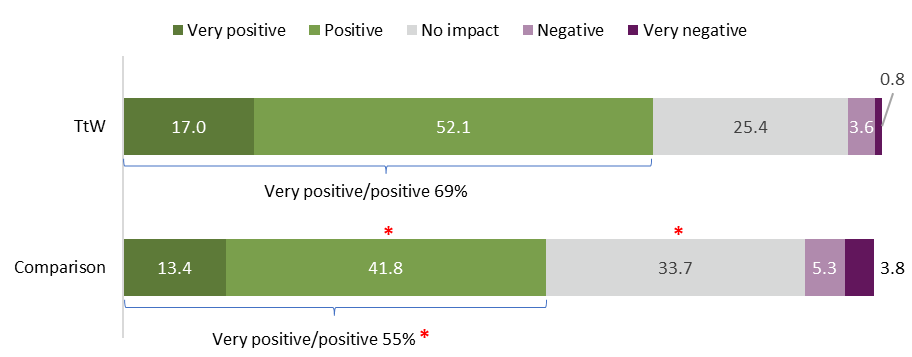 Very positive Positive No impact Negative Very negative
0.8
TtW 17.0 52.1 25.4 3.6
Very positive/positive 69%
* *
Comparison 13.4 41.8 33.7 5.3 3.8
Very positive/positive 55% *